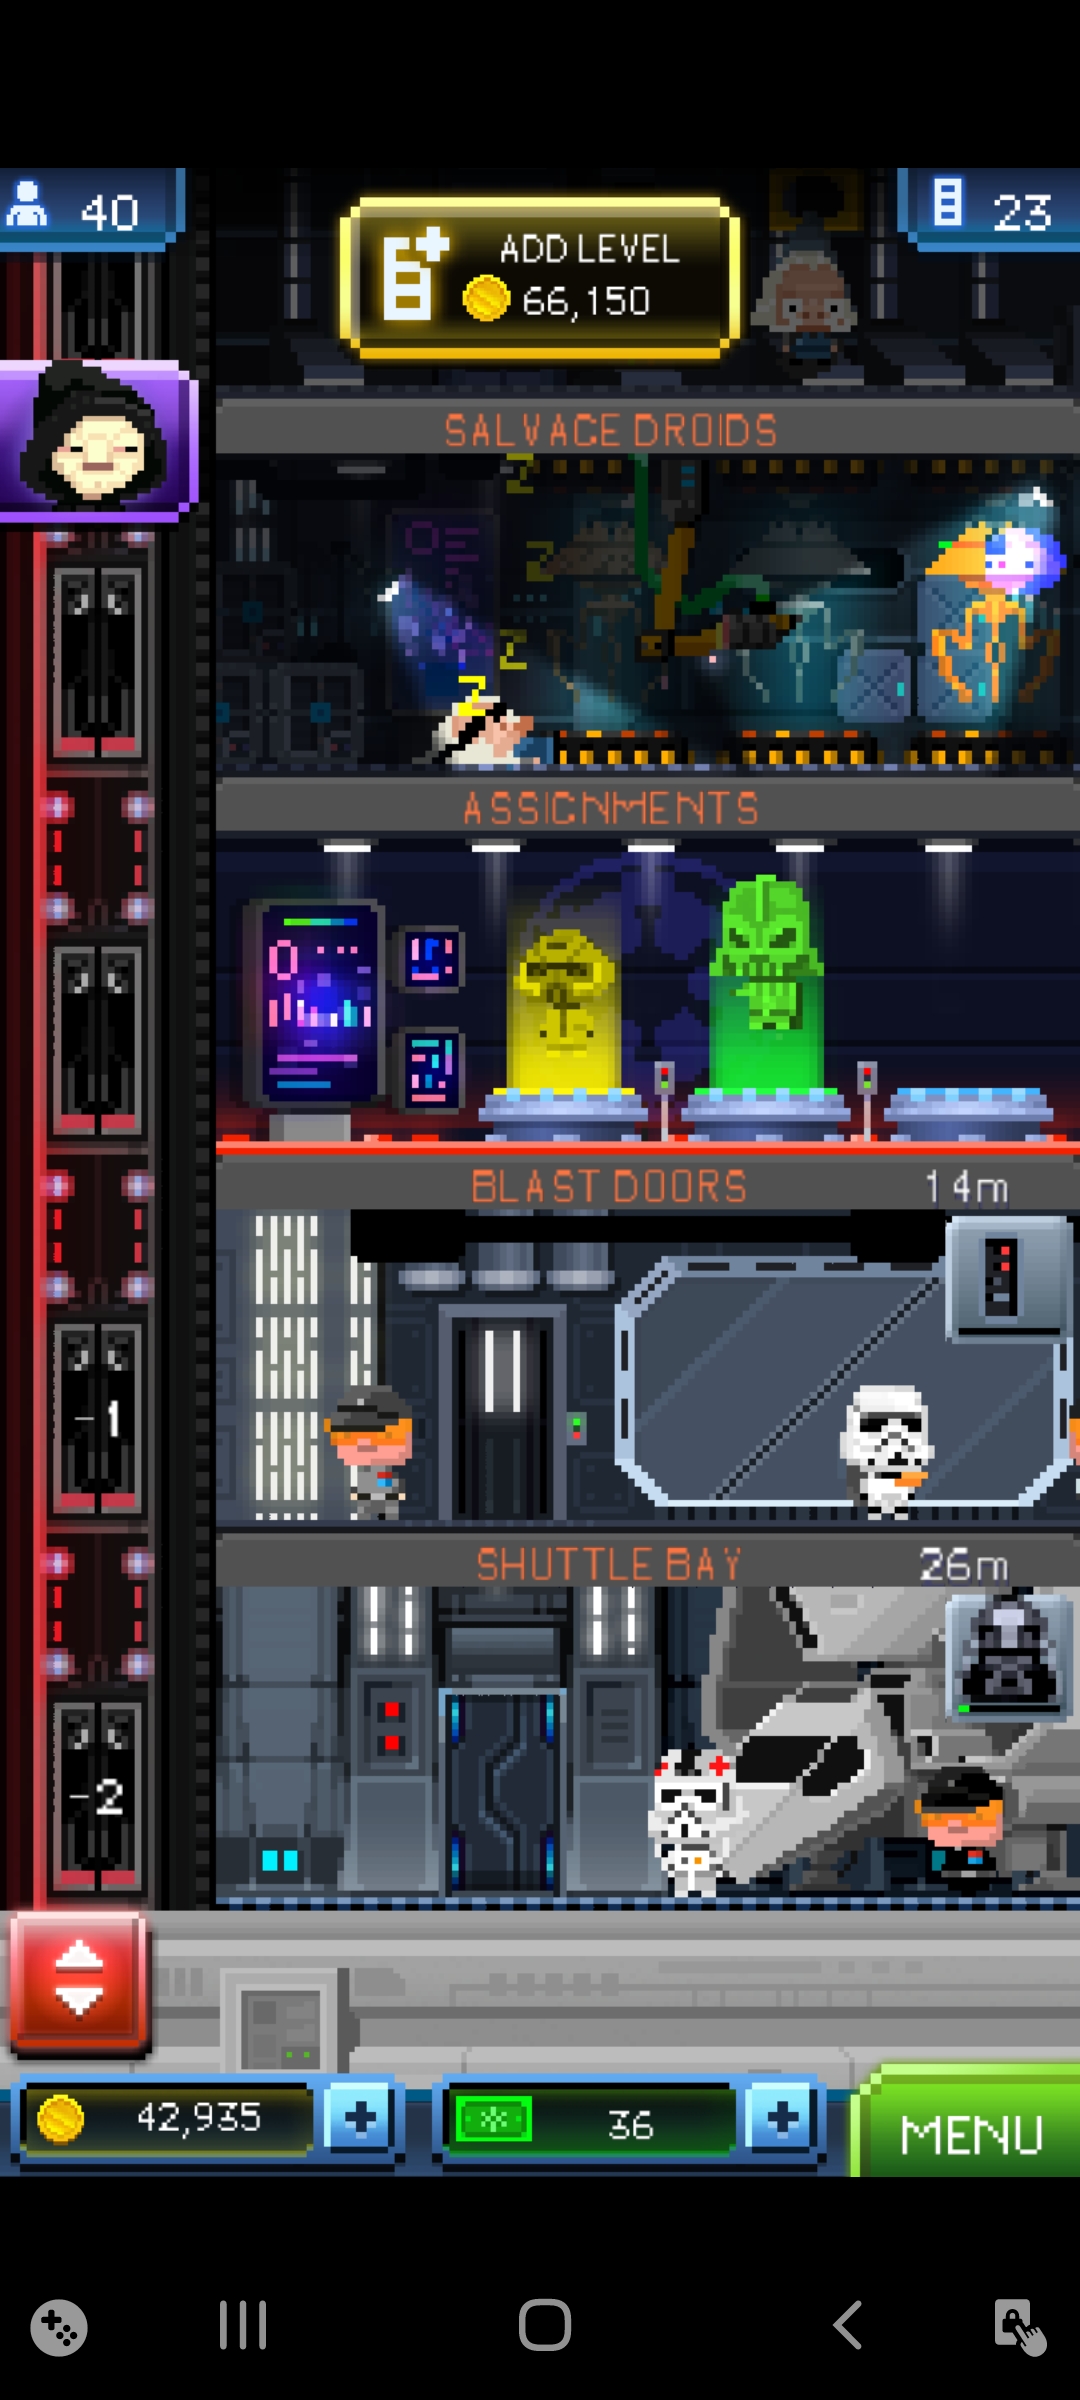 40
ADD LEVEL
66,150
23
SALVAGE DROIDS
Z
Z
Z
Z
ASSIGNMENTS
BLAST DOORS 14m
-1
SHUTTLE BAY 26m
-2
42,935
36
MENU